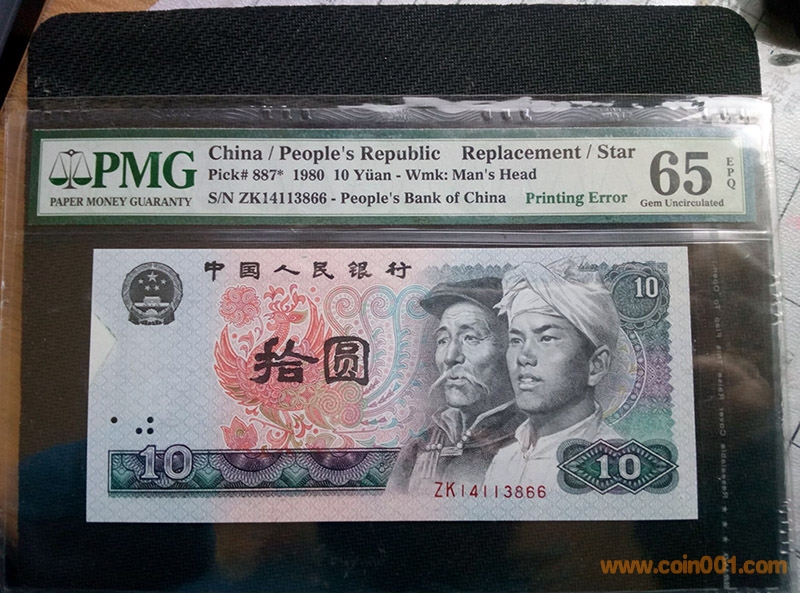 PMG
PAPER MONEY GUARANTY
China / People's Republic Replacement / Star
Pick# 887* 1980 10 Yüan - Wmk: Man's Head
S/N ZK14113866 - People's Bank of China Printing Error
65
EPQ
Gem Uncirculated
中国人民银行
10
拾圆
10
10
ZK14113866
www.coin001.com